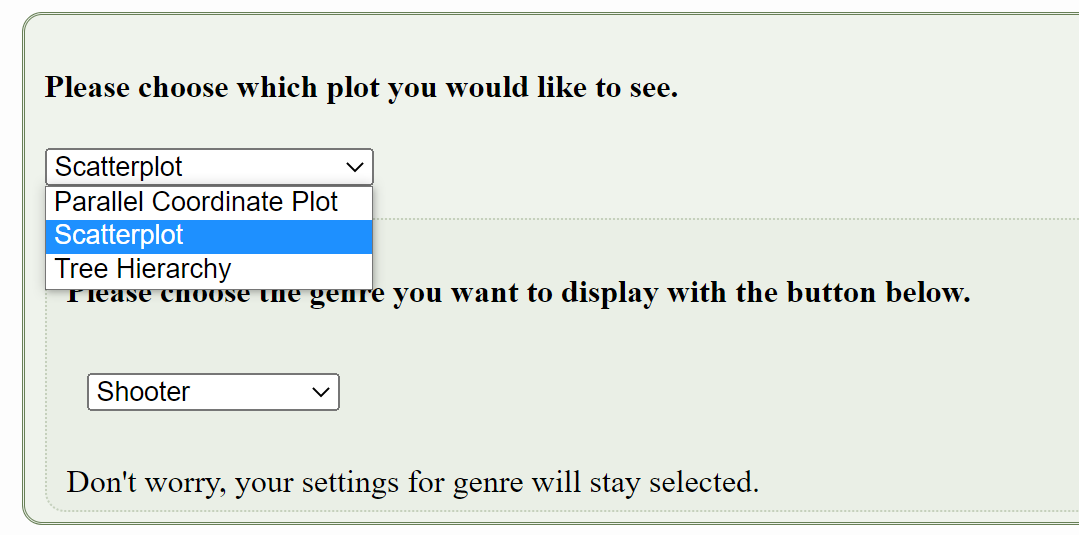 Please choose which plot you would like to see.
Scatterplot
Parallel Coordinate Plot
Scatterplot
Tree Hierarchy
Please choose the genre you want to display with the button below.
Shooter
Don't worry, your settings for genre will stay selected.